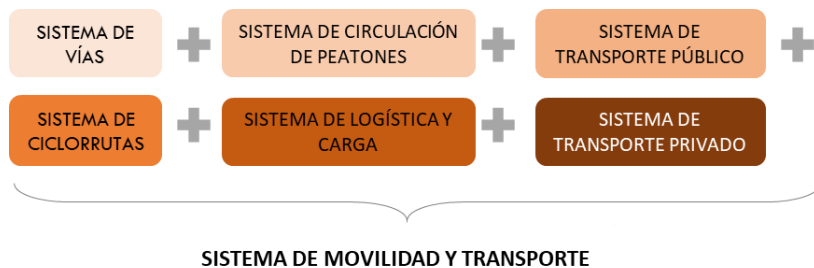 SISTEMA DE
VÍAS
SISTEMA DE CIRCULACIÓN
DE PEATONES
SISTEMA DE
TRANSPORTE PÚBLICO
SISTEMA DE
CICLORRUTAS
SISTEMA DE LOGÍSTICA Y
CARGA
SISTEMA DE
TRANSPORTE PRIVADO
SISTEMA DE MOVILIDAD Y TRANSPORTE